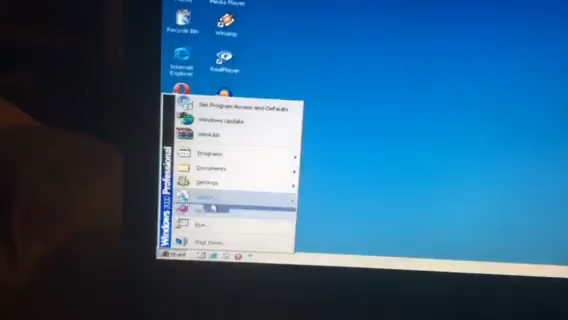 Media Player
Recycle Bin
Winamp
Internet
Explorer
RealPlayer
Set Program Access and Defaults
Windows Update
WinRAR
Programs
Documents
Settings
Search
Run...
Shut Down...
Windows 2000 Professional
Start